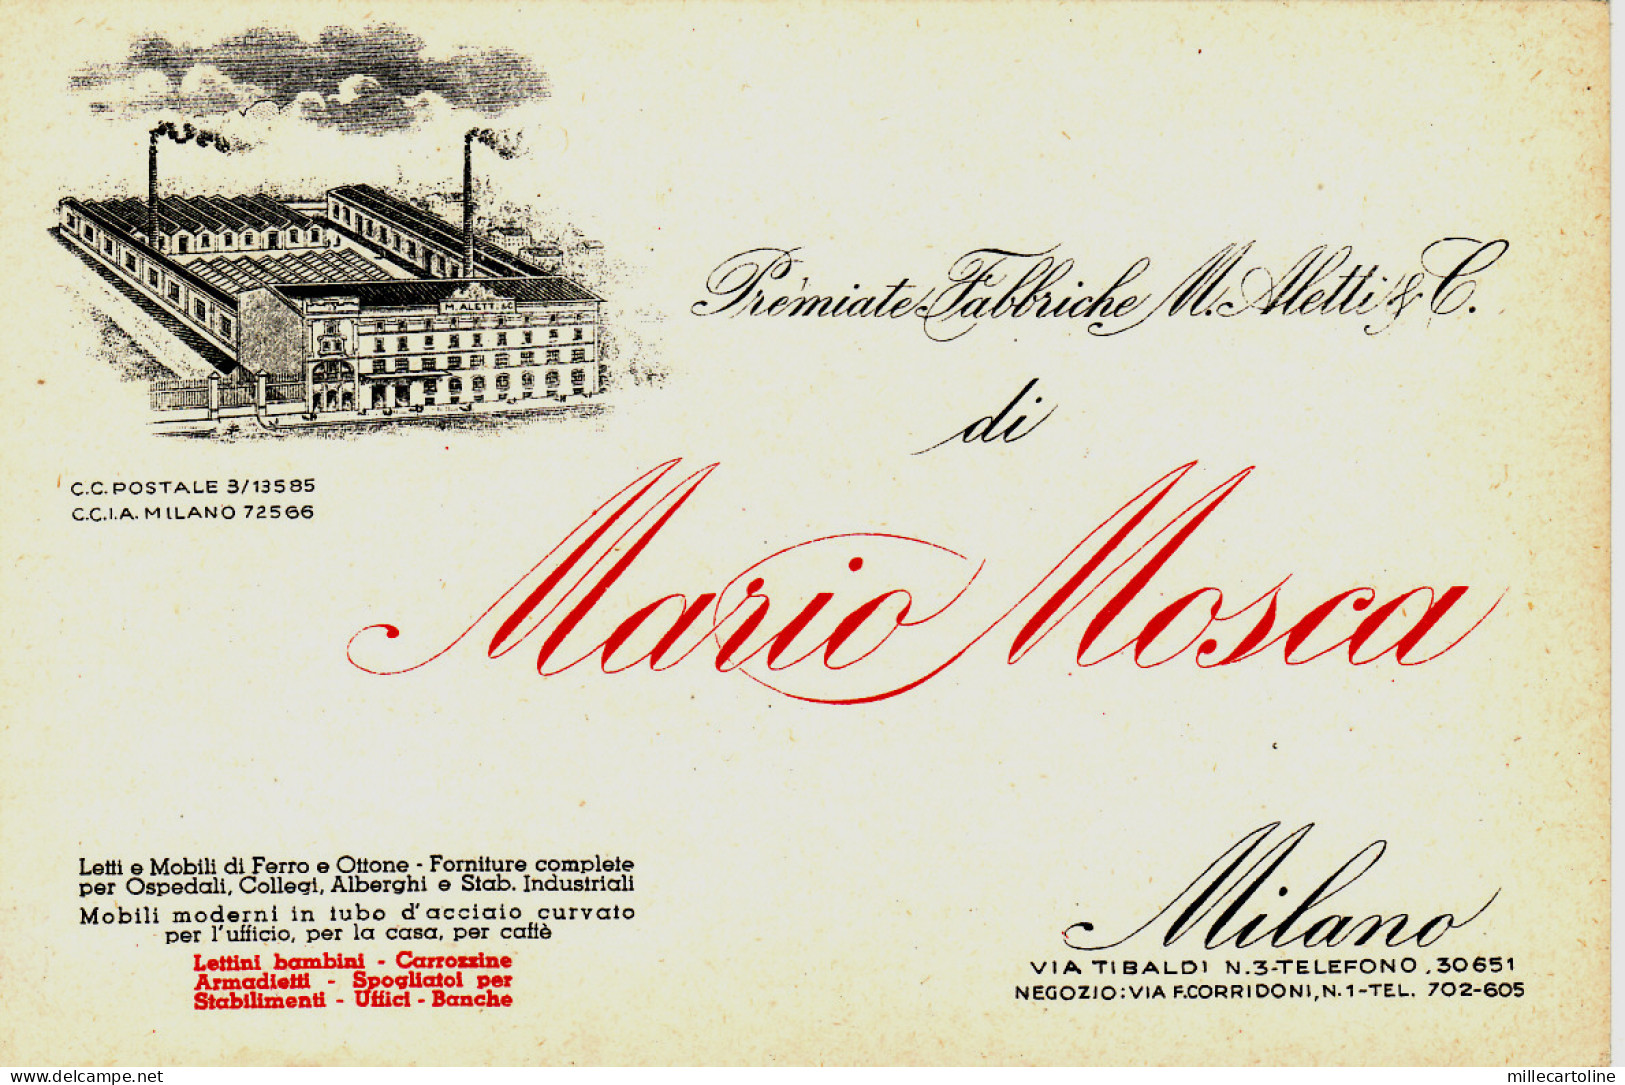 M. ALETTI & C.
Premiate Fabbriche M. Aletti & C.
di
Mario Mosca
C.C. POSTALE 3/13585
C.C.I.A. MILANO 72566
Letti e Mobili di Ferro e Ottone - Forniture complete
per Ospedali, Collegi, Alberghi e Stab. Industriali
Mobili moderni in tubo d'acciaio curvato
per l'ufficio, per la casa, per caffè
Lettini bambini - Carrozzine
Armadietti - Spogliatoi per
Stabilimenti - Uffici - Banche
Milano
VIA TIBALDI N.3-TELEFONO.30651
NEGOZIO: VIA F. CORRIDONI, N.1-TEL. 702-605
delcampe.net
millecartoline